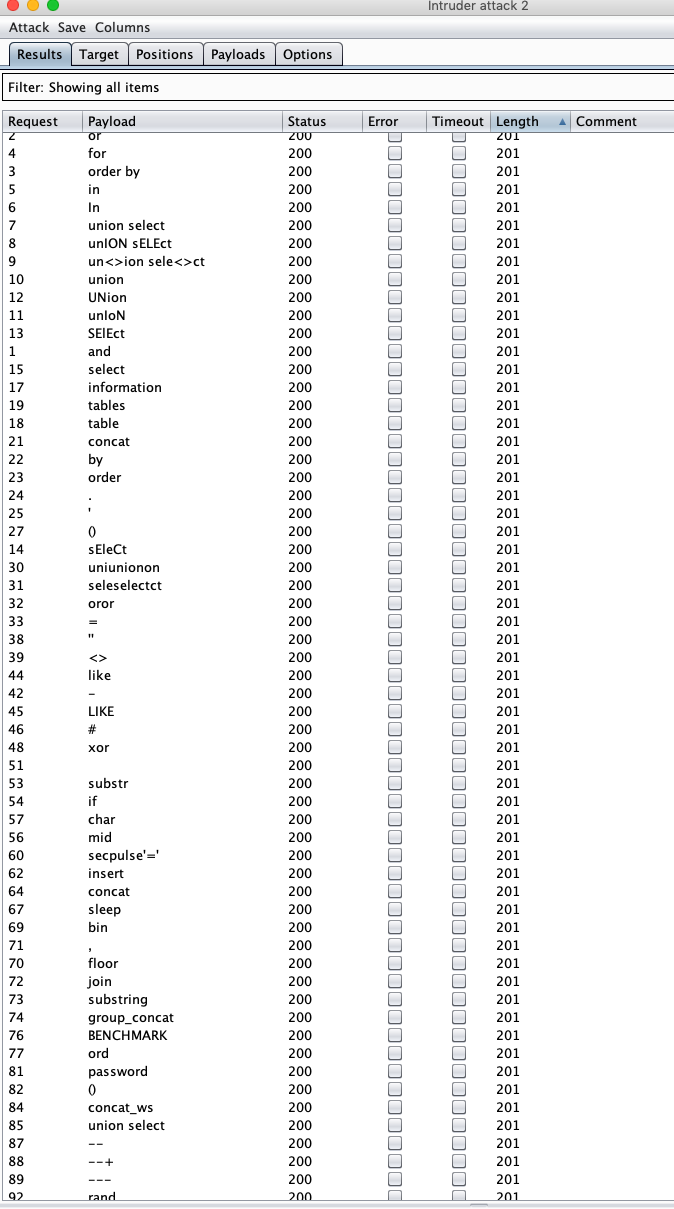 Intruder attack 2
Attack Save Columns
Results Target Positions Payloads Options
Filter: Showing all items
Request Payload Status Error Timeout Length Comment
2 or 200 201
4 for 200 201
3 order by 200 201
5 in 200 201
6 In 200 201
7 union select 200 201
8 unION sELEct 200 201
9 un<>ion sele<>ct 200 201
10 union 200 201
12 UNion 200 201
11 unIoN 200 201
13 SElEct 200 201
1 and 200 201
15 select 200 201
17 information 200 201
19 tables 200 201
18 table 200 201
21 concat 200 201
22 by 200 201
23 order 200 201
24 . 200 201
25 ' 200 201
27 () 200 201
14 sEleCt 200 201
30 uniunionon 200 201
31 seleselectct 200 201
32 oror 200 201
33 = 200 201
38 " 200 201
39 <> 200 201
44 like 200 201
42 - 200 201
45 LIKE 200 201
46 # 200 201
48 xor 200 201
51 200 201
53 substr 200 201
54 if 200 201
57 char 200 201
56 mid 200 201
60 secpulse'=' 200 201
62 insert 200 201
64 concat 200 201
67 sleep 200 201
69 bin 200 201
71 , 200 201
70 floor 200 201
72 join 200 201
73 substring 200 201
74 group_concat 200 201
76 BENCHMARK 200 201
77 ord 200 201
81 password 200 201
82 () 200 201
84 concat_ws 200 201
85 union select 200 201
87 -- 200 201
88 --+ 200 201
89 --- 200 201
92 rand 200 201